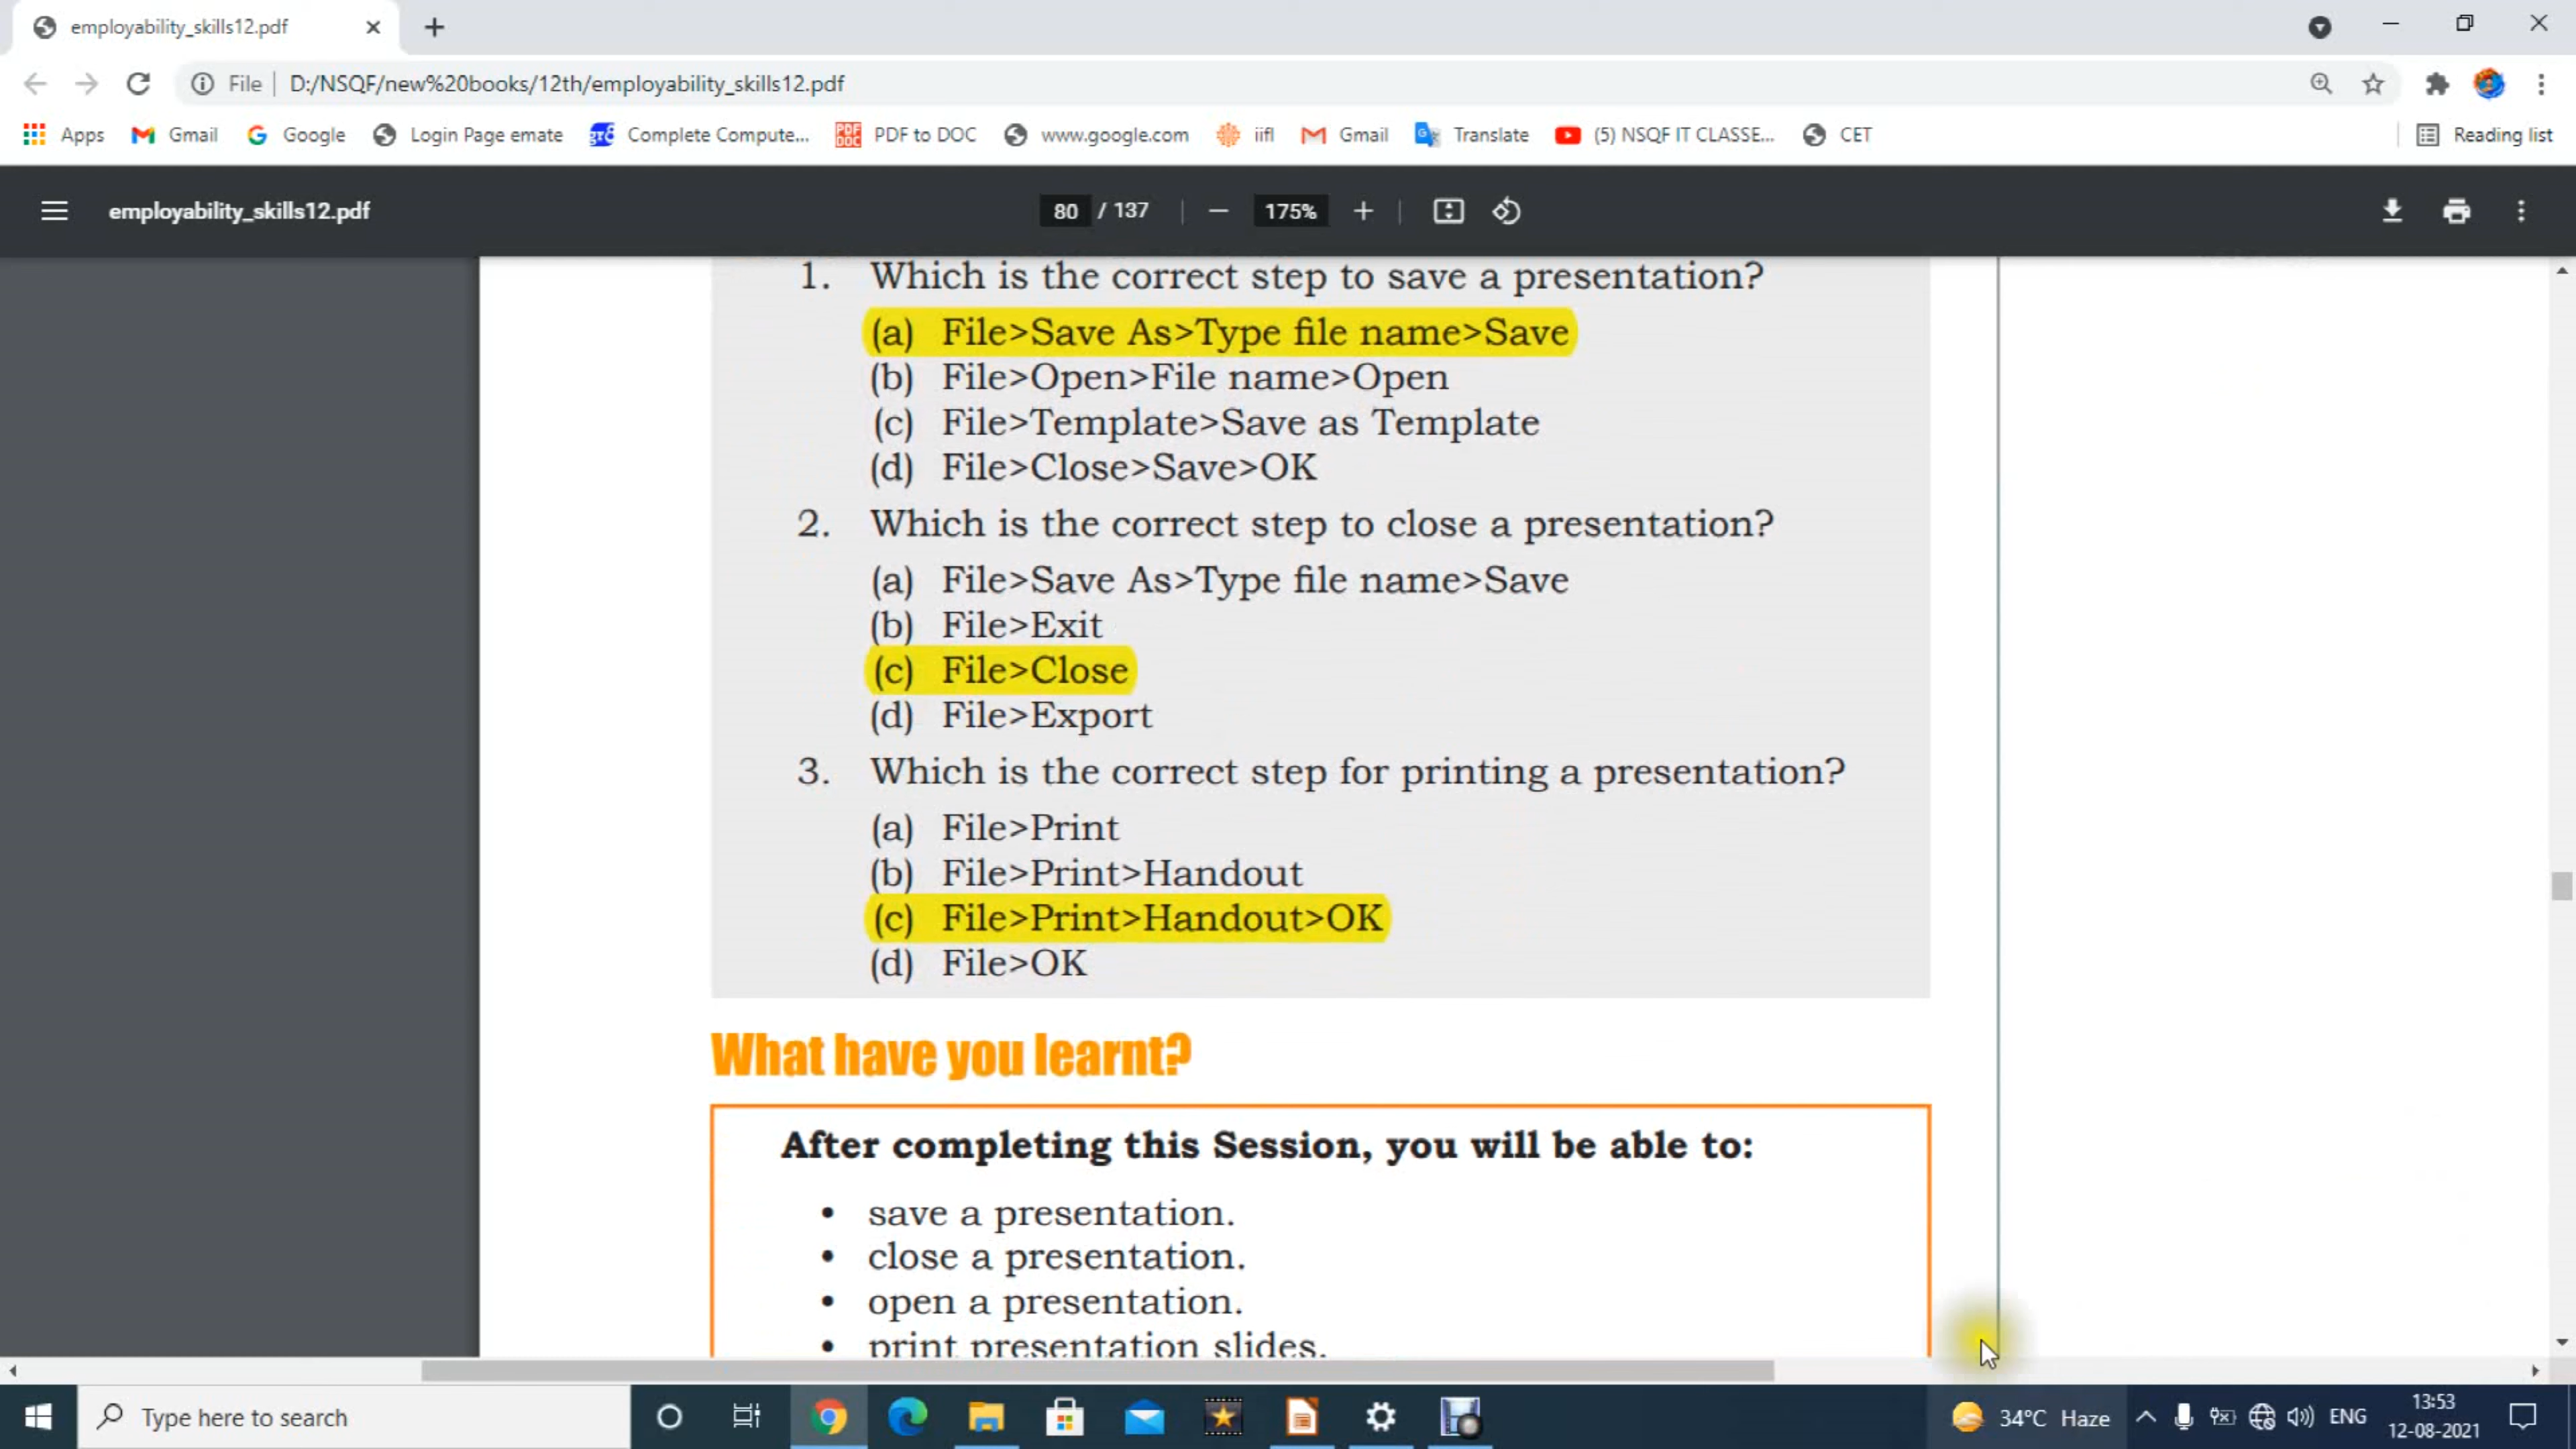 employability_skills12.pdf
File D:/NSQF/new%20books/12th/employability_skills12.pdf
Apps Gmail Google Login Page emate Complete Compute... PDF to DOC www.google.com iifl Gmail Translate (5) NSQF IT CLASSE... CET Reading list
employability_skills12.pdf 80 / 137 175%
1. Which is the correct step to save a presentation?
(a) File>Save As>Type file name>Save
(b) File>Open>File name>Open
(c) File>Template>Save as Template
(d) File>Close>Save>OK
2. Which is the correct step to close a presentation?
(a) File>Save As>Type file name>Save
(b) File>Exit
(c) File>Close
(d) File>Export
3. Which is the correct step for printing a presentation?
(a) File>Print
(b) File>Print>Handout
(c) File>Print>Handout>OK
(d) File>OK
What have you learnt?
After completing this Session, you will be able to:
• save a presentation.
• close a presentation.
• open a presentation.
• print presentation slides.
Type here to search 34°C Haze ENG 13:53
12-08-2021